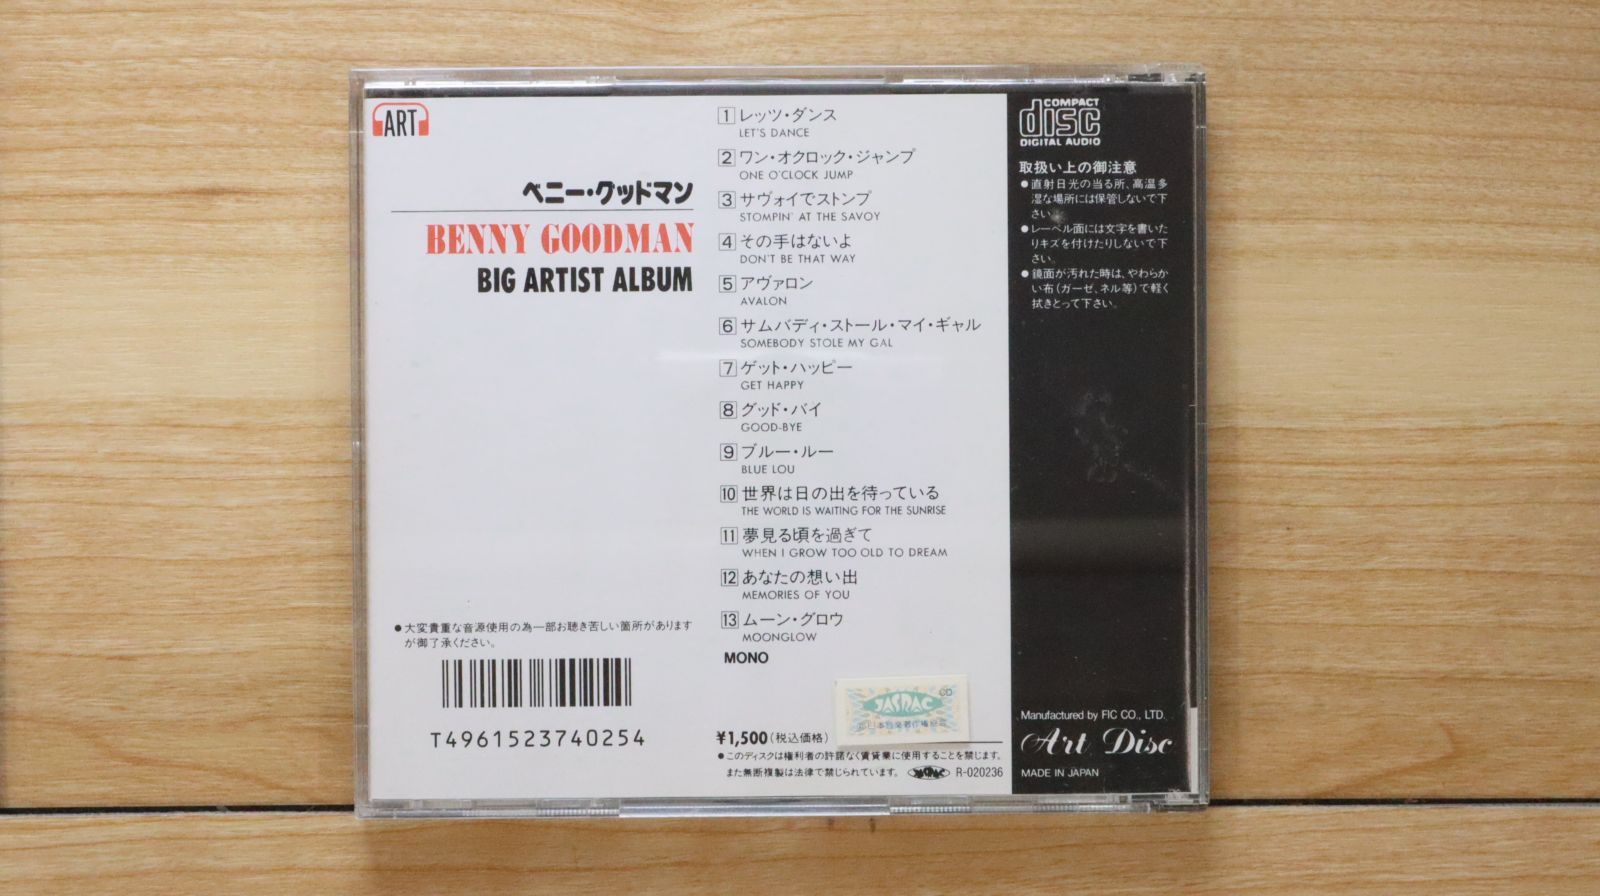 ART
ベニー・グッドマン
BENNY GOODMAN
BIG ARTIST ALBUM
1 レッツ・ダンス
LET'S DANCE
2 ワン・オクロック・ジャンプ
ONE O'CLOCK JUMP
3 サヴォイでストンプ
STOMPIN' AT THE SAVOY
4 その手はないよ
DON'T BE THAT WAY
5 アヴァロン
AVALON
6 サムバディ・ストール・マイ・ギャル
SOMEBODY STOLE MY GAL
7 ゲット・ハッピー
GET HAPPY
8 グッド・バイ
GOOD-BYE
9 ブルー・ルー
BLUE LOU
10 世界は日の出を待っている
THE WORLD IS WAITING FOR THE SUNRISE
11 夢見る頃を過ぎて
WHEN I GROW TOO OLD TO DREAM
12 あなたの想い出
MEMORIES OF YOU
13 ムーン・グロウ
MOONGLOW
MONO
●大変貴重な音源使用の為一部お聴き苦しい箇所があります
が御了承ください。
T4961523740254
¥1,500(税込価格)
JASRAC
CD
●このディスクは権利者の許諾なく賃貸業に使用することを禁じます。
また無断複製は法律で禁じられています。
JASRAC R-020236
COMPACT
disc
DIGITAL AUDIO
取扱い上の御注意
●直射日光の当る所、高温多
湿な場所には保管しないで下
さい。
●レーベル面には文字を書いた
りキズを付けたりしないで下
さい。
●鏡面が汚れた時は、やわらか
い布(ガーゼ、ネル等)で軽く
拭きとって下さい。
Manufactured by FIC CO., LTD.
Art Disc
MADE IN JAPAN